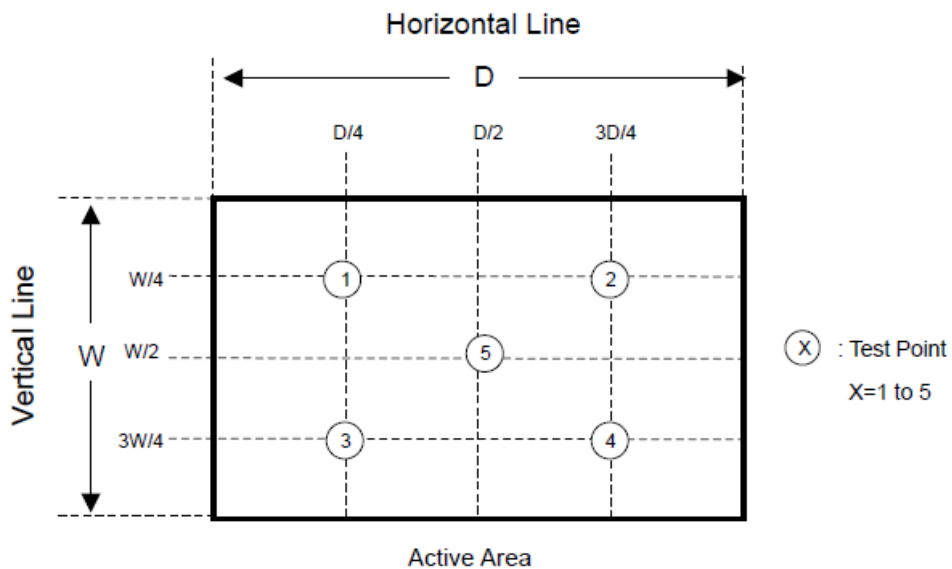 Horizontal Line
D
D/4 D/2 3D/4
Vertical Line
W
W/4
1 2
W/2
5
X : Test Point
X=1 to 5
3W/4
3 4
Active Area